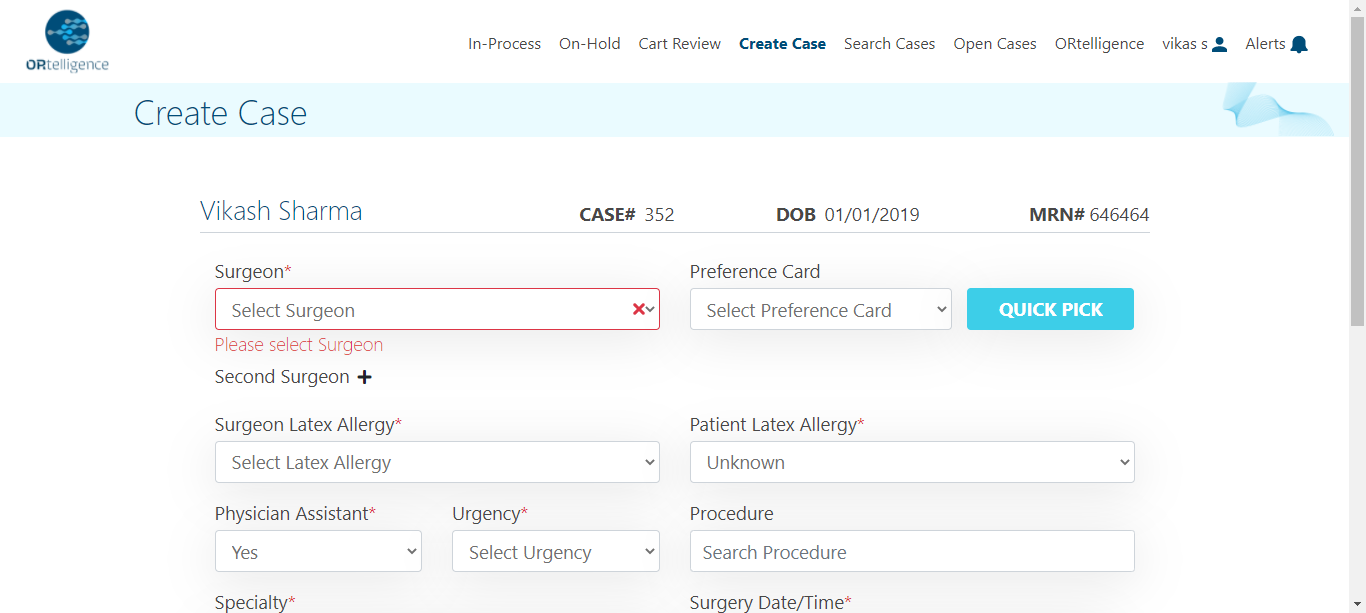 ORtelligence
In-Process On-Hold Cart Review Create Case Search Cases Open Cases ORtelligence vikas s Alerts
Create Case
Vikash Sharma CASE# 352 DOB 01/01/2019 MRN# 646464
Surgeon* Preference Card
Select Surgeon Select Preference Card QUICK PICK
Please select Surgeon
Second Surgeon +
Surgeon Latex Allergy* Patient Latex Allergy*
Select Latex Allergy Unknown
Physician Assistant* Urgency* Procedure
Yes Select Urgency Search Procedure
Specialty* Surgery Date/Time*